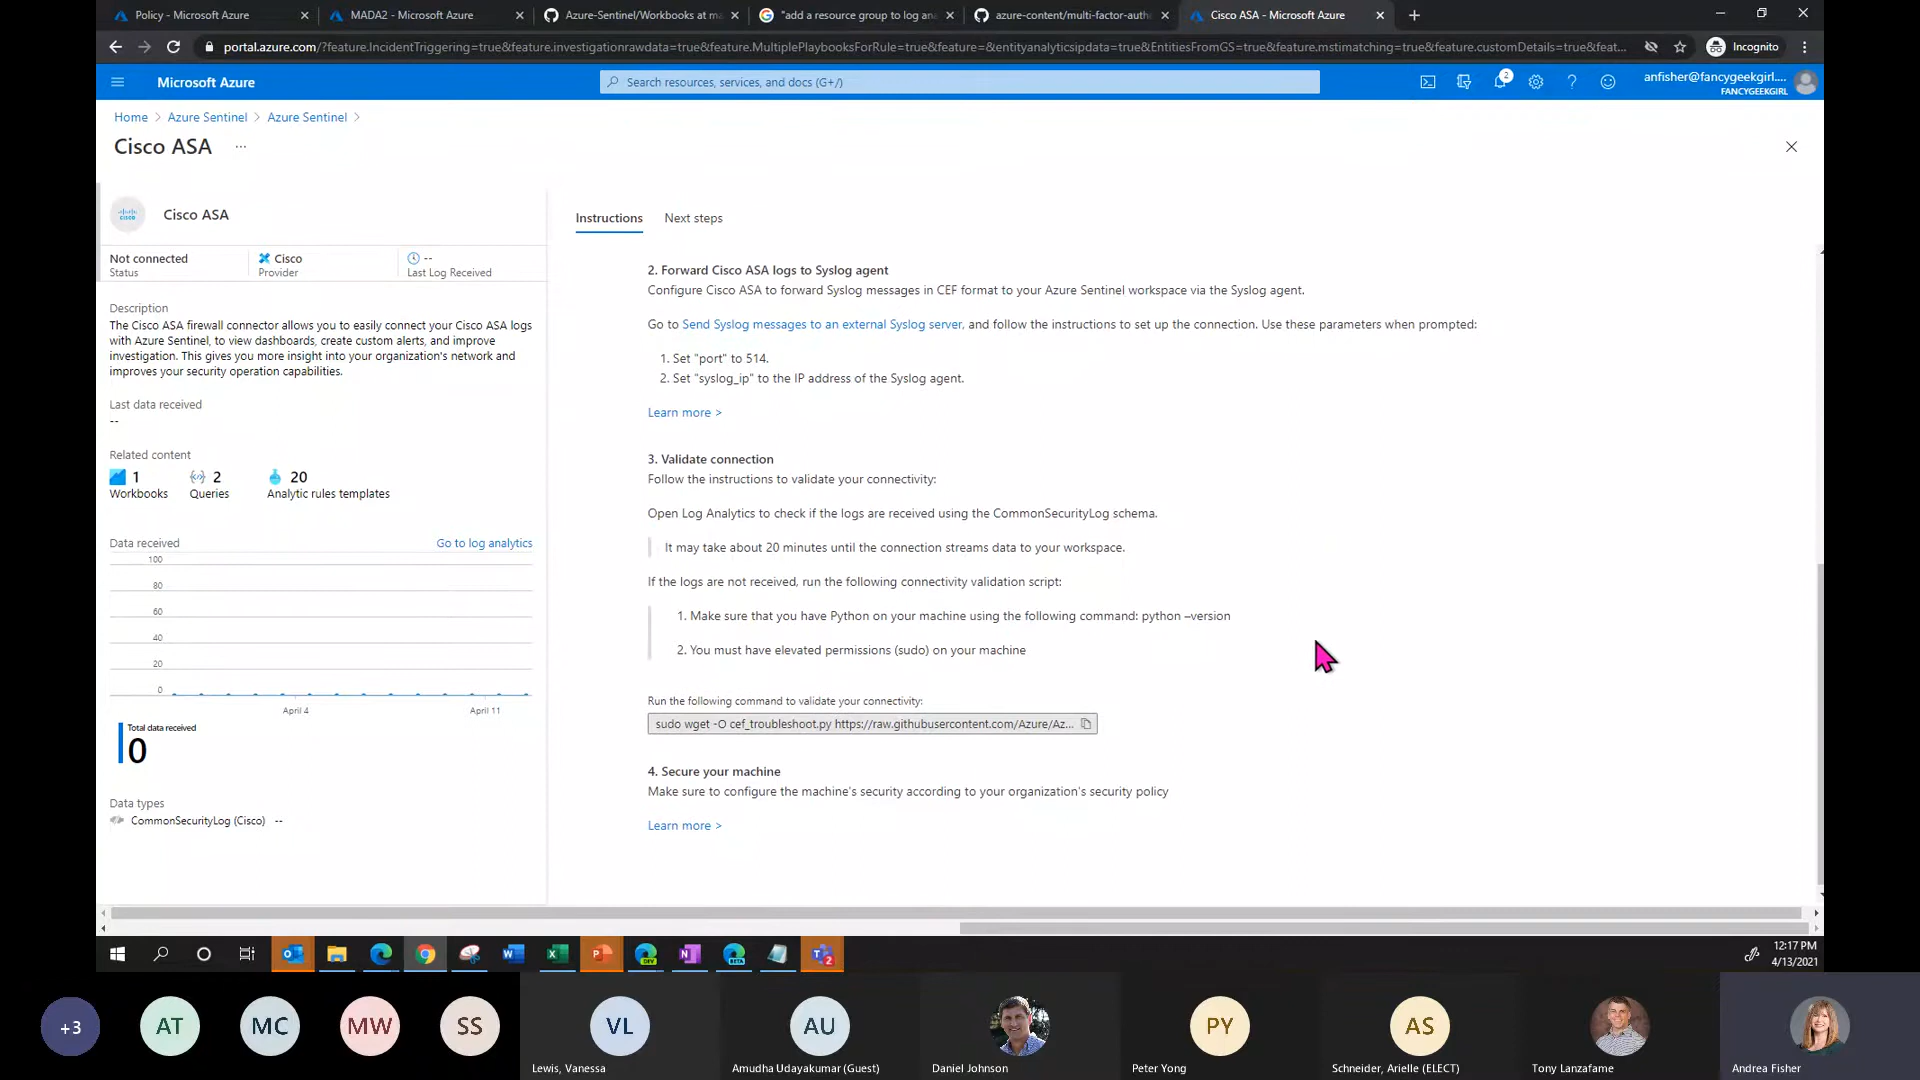 Policy - Microsoft Azure
MADA2 - Microsoft Azure
Azure-Sentinel/Workbooks at ma
"add a resource group to log ana
azure-content/multi-factor-auth
Cisco ASA - Microsoft Azure
portal.azure.com/?feature.IncidentTriggering=true&feature.investigationrawdata=true&feature.MultiplePlaybooksForRule=true&feature=&entityanalyticsipdata=true&EntitiesFromGS=true&feature.mstimatching=true&feature.customDetails=true&feat...
Incognito
Microsoft Azure
Search resources, services, and docs (G+/)
2
anfisher@fancygeekgirl....
FANCYGEEKGIRL
Home > Azure Sentinel > Azure Sentinel >
Cisco ASA ...
cisco
Cisco ASA
Not connected
Status
Cisco
Provider
--
Last Log Received
Description
The Cisco ASA firewall connector allows you to easily connect your Cisco ASA logs
with Azure Sentinel, to view dashboards, create custom alerts, and improve
investigation. This gives you more insight into your organization's network and
improves your security operation capabilities.
Last data received
--
Related content
1
Workbooks
2
Queries
20
Analytic rules templates
Data received
Go to log analytics
100
80
60
40
20
0
April 4
April 11
Total data received
0
Data types
CommonSecurityLog (Cisco) --
Instructions
Next steps
2. Forward Cisco ASA logs to Syslog agent
Configure Cisco ASA to forward Syslog messages in CEF format to your Azure Sentinel workspace via the Syslog agent.
Go to Send Syslog messages to an external Syslog server, and follow the instructions to set up the connection. Use these parameters when prompted:
1. Set "port" to 514.
2. Set "syslog_ip" to the IP address of the Syslog agent.
Learn more >
3. Validate connection
Follow the instructions to validate your connectivity:
Open Log Analytics to check if the logs are received using the CommonSecurityLog schema.
It may take about 20 minutes until the connection streams data to your workspace.
If the logs are not received, run the following connectivity validation script:
1. Make sure that you have Python on your machine using the following command: python –version
2. You must have elevated permissions (sudo) on your machine
Run the following command to validate your connectivity:
sudo wget -O cef_troubleshoot.py https://raw.githubusercontent.com/Azure/Az...
4. Secure your machine
Make sure to configure the machine's security according to your organization's security policy
Learn more >
12:17 PM
4/13/2021
+3
AT
MC
MW
SS
VL
Lewis, Vanessa
AU
Amudha Udayakumar (Guest)
Daniel Johnson
PY
Peter Yong
AS
Schneider, Arielle (ELECT)
Tony Lanzafame
Andrea Fisher